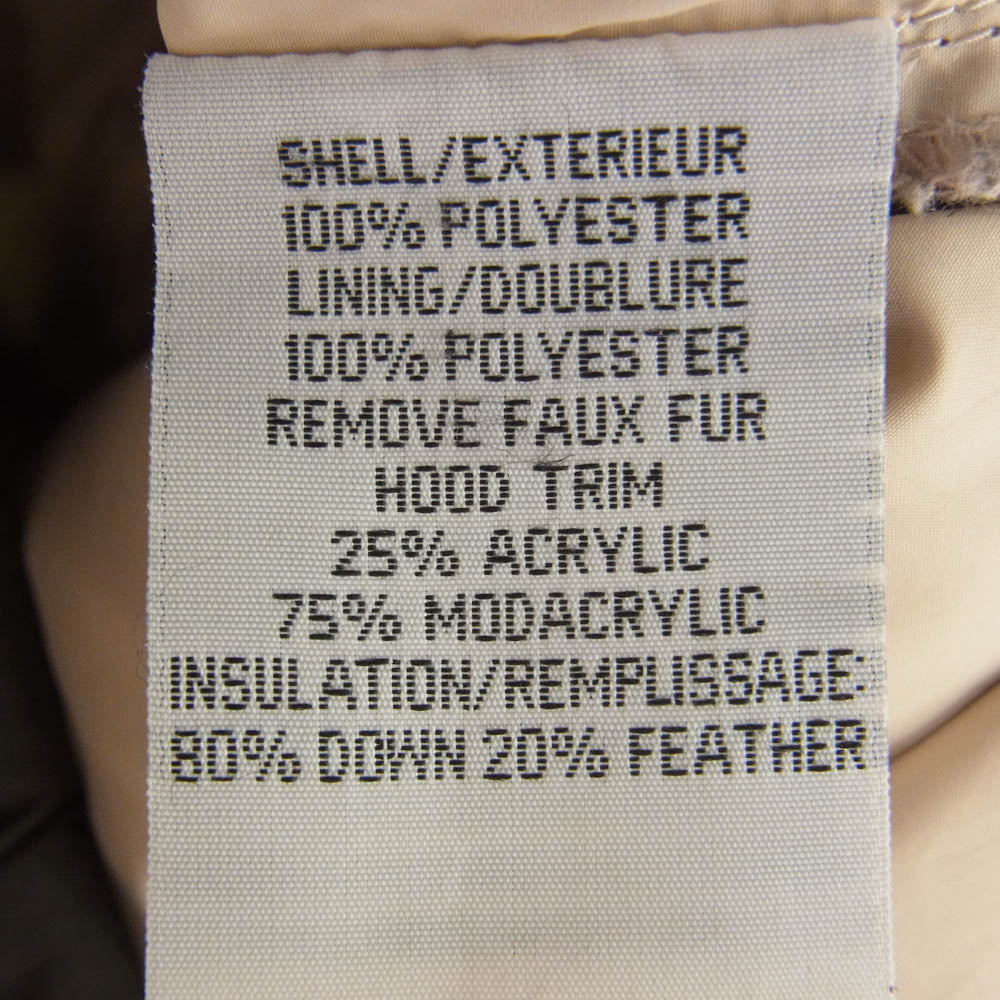 SHELL/EXTERIEUR
100% POLYESTER
LINING/DOUBLURE
100% POLYESTER
REMOVE FAUX FUR
HOOD TRIM
25% ACRYLIC
75% MODACRYLIC
INSULATION/REMPLISSAGE:
80% DOWN 20% FEATHER